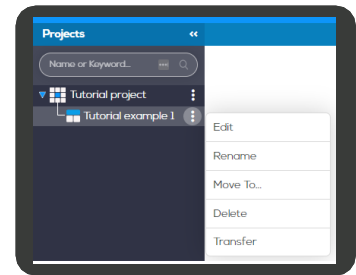 Projects «
Name or Keyword...
Tutorial project
Tutorial example 1
Edit
Rename
Move To...
Delete
Transfer